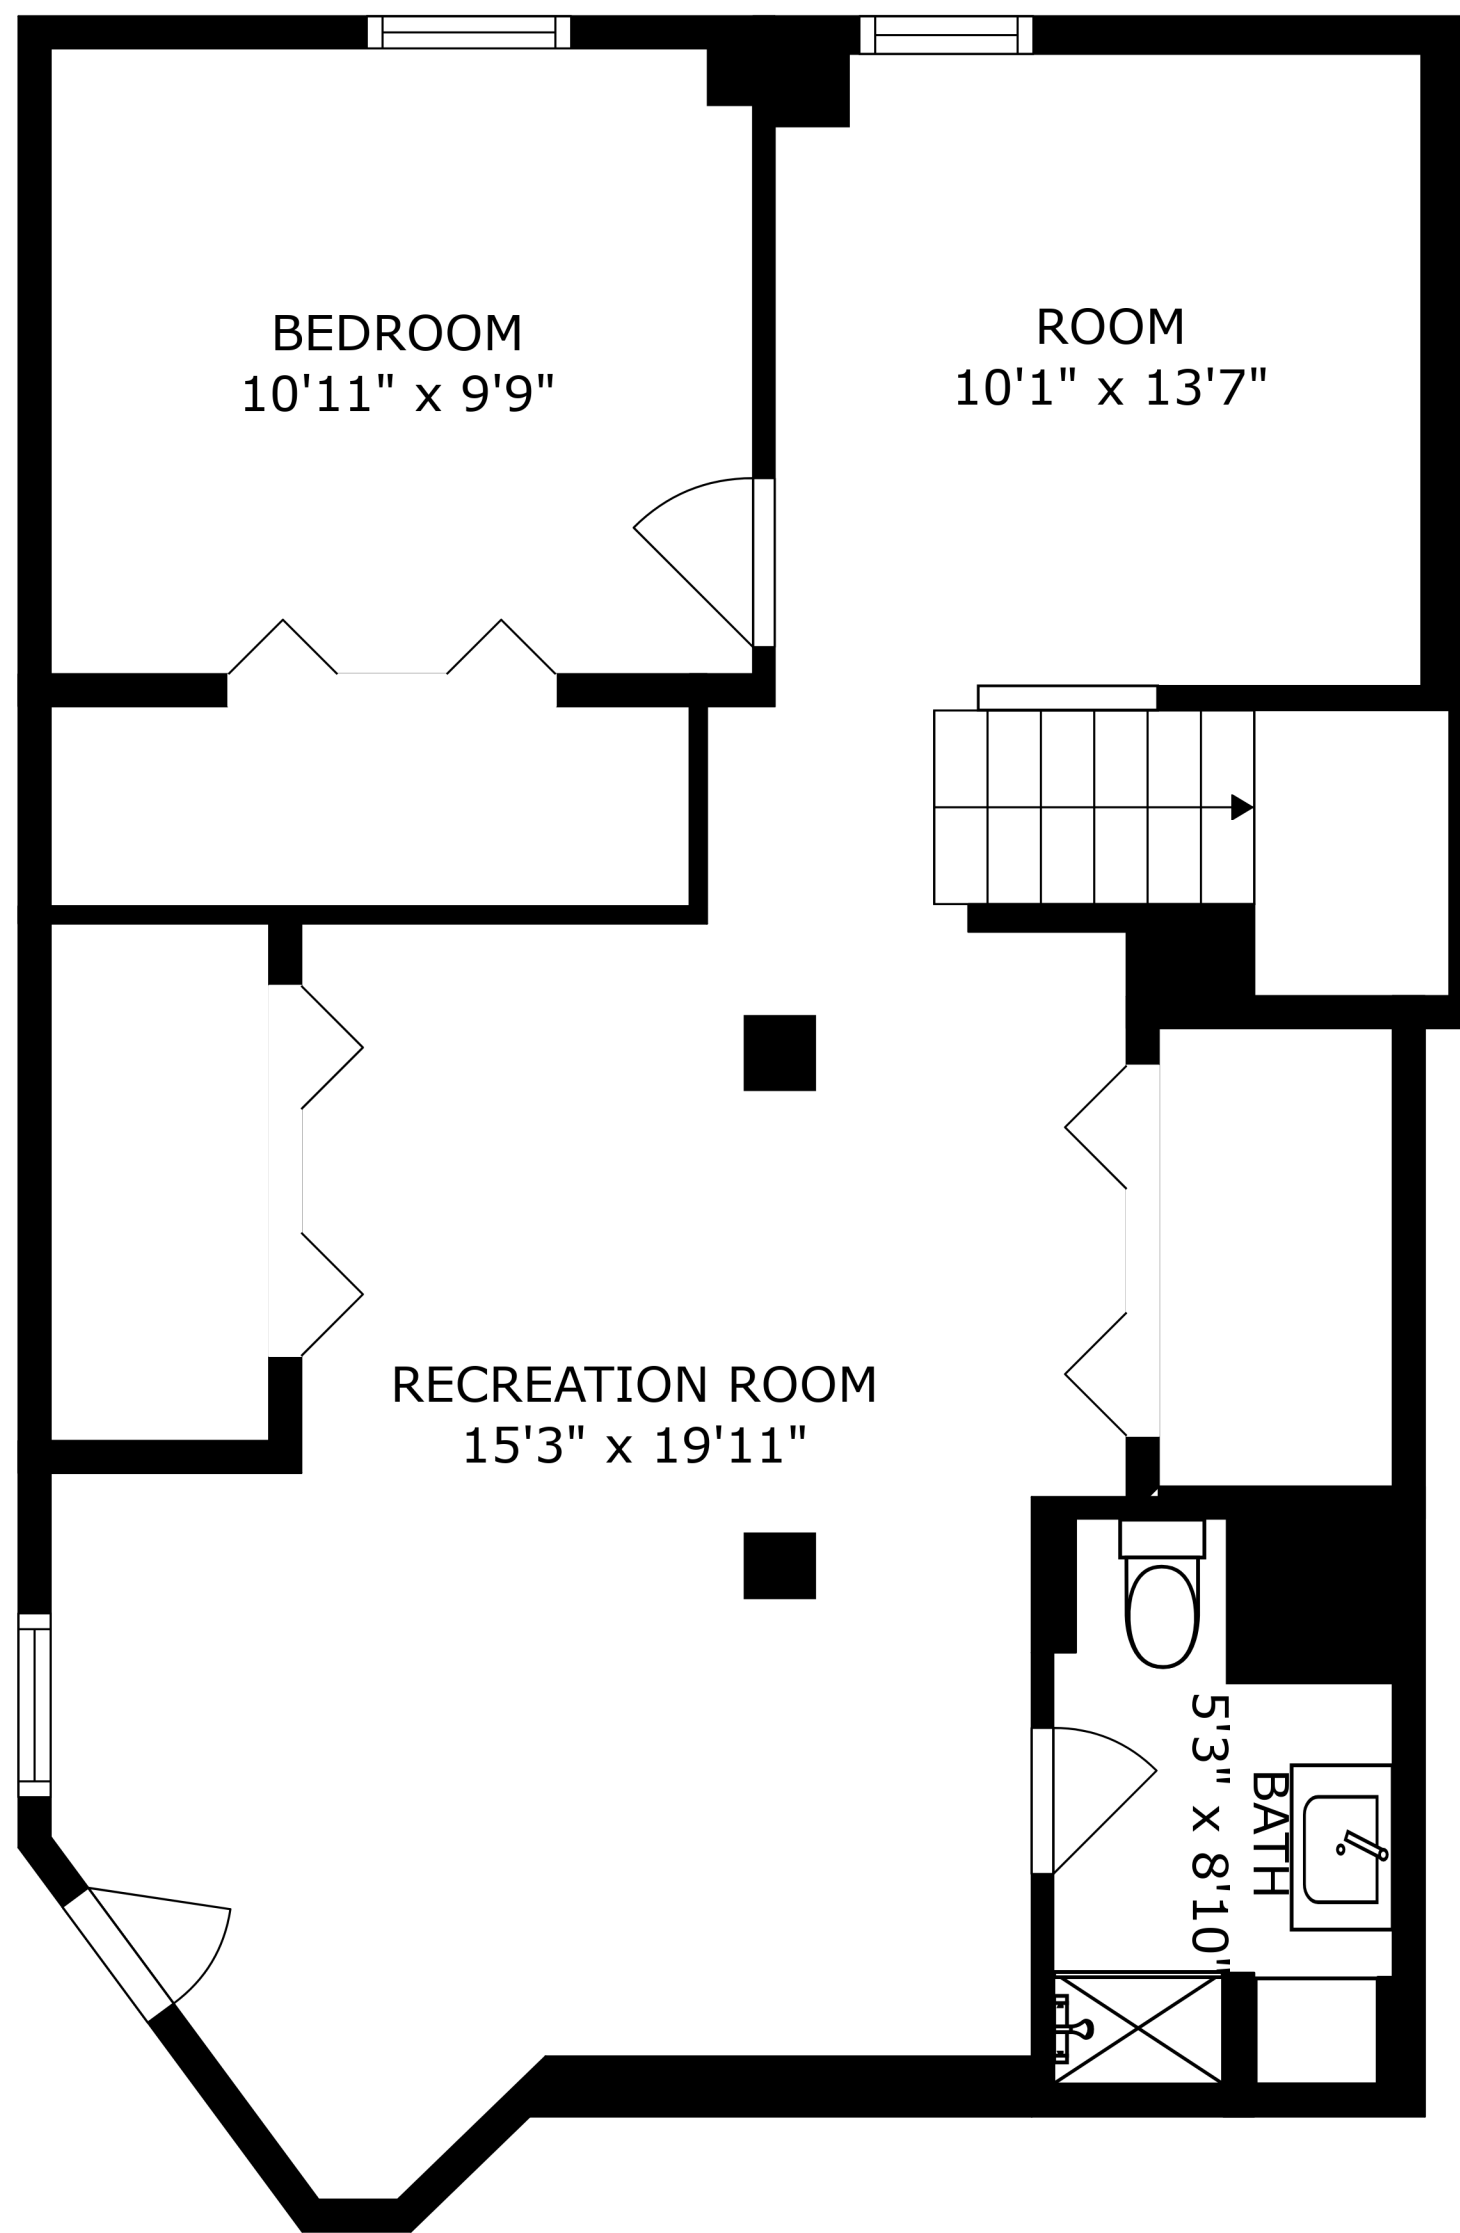 BEDROOM
10'11" x 9'9"
ROOM
10'1" x 13'7"
RECREATION ROOM
15'3" x 19'11"
BATH
5'3" x 8'10"